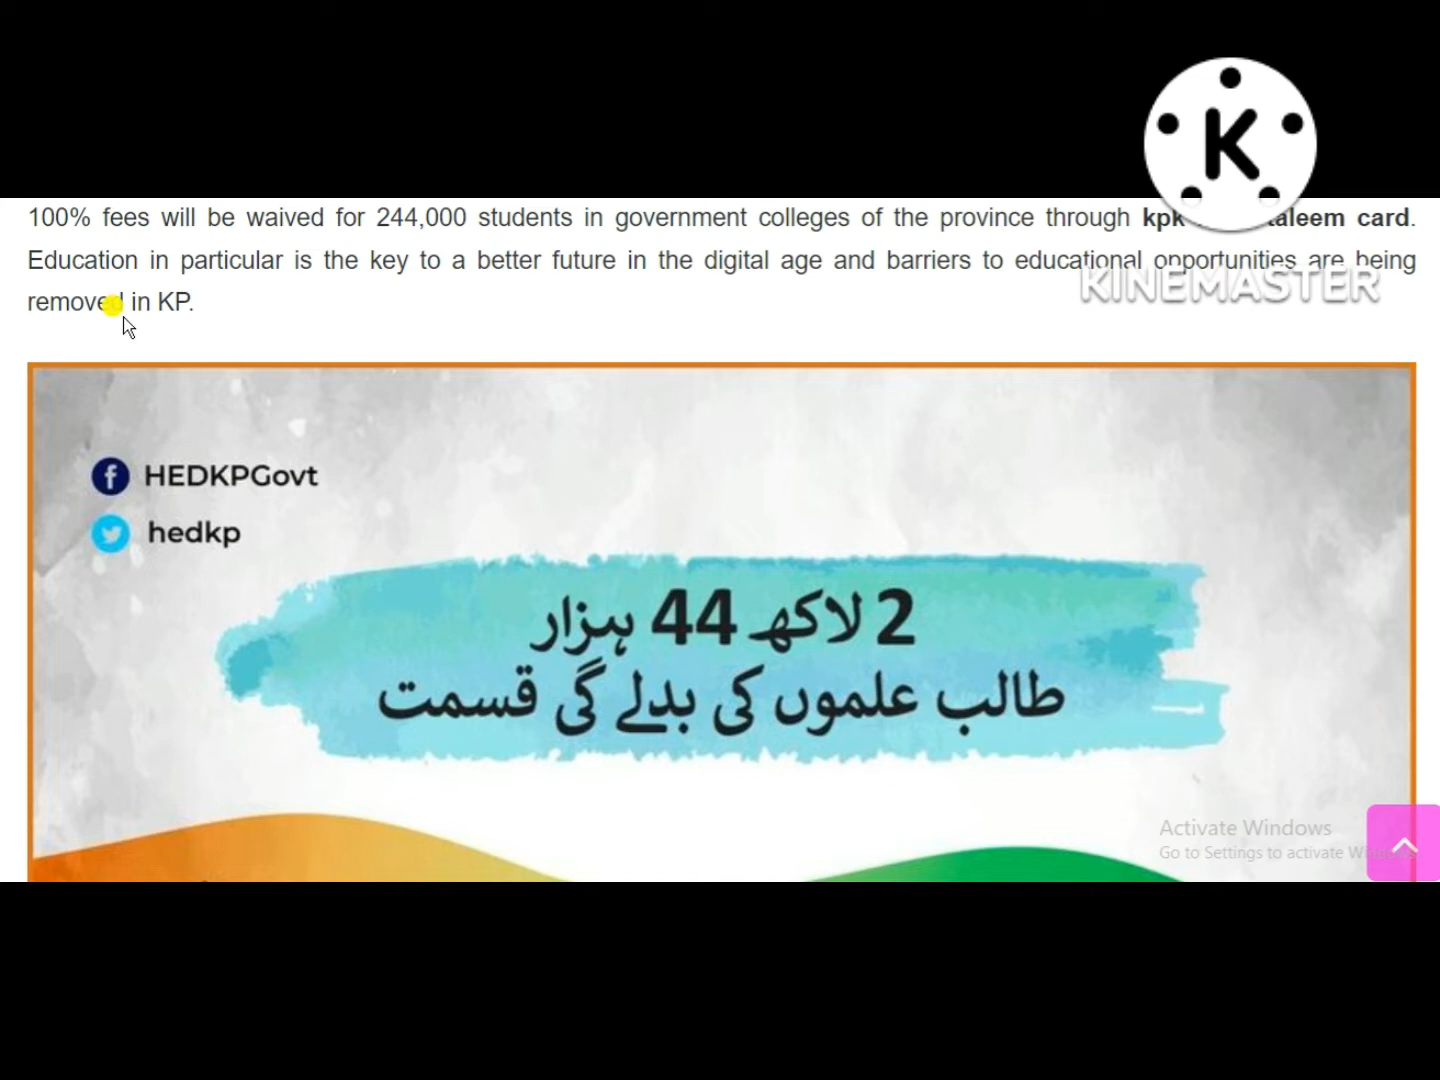 K
100% fees will be waived for 244,000 students in government colleges of the province through kpk taleem card.
Education in particular is the key to a better future in the digital age and barriers to educational opportunities are being
removed in KP.
KINEMASTER
HEDKPGovt
hedkp
2 لاکھ 44 ہزار
طالب علموں کی بدلے گی قسمت
Activate Windows
Go to Settings to activate Windows.